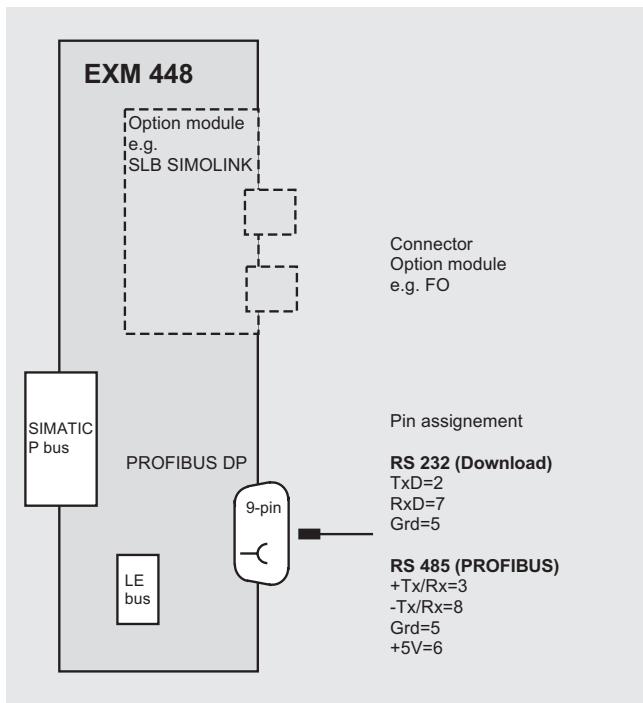 EXM 448
Option module
e.g.
SLB SIMOLINK
Connector
Option module
e.g. FO
SIMATIC
P bus
PROFIBUS DP
9-pin
LE
bus
Pin assignement
RS 232 (Download)
TxD=2
RxD=7
Grd=5
RS 485 (PROFIBUS)
+Tx/Rx=3
-Tx/Rx=8
Grd=5
+5V=6